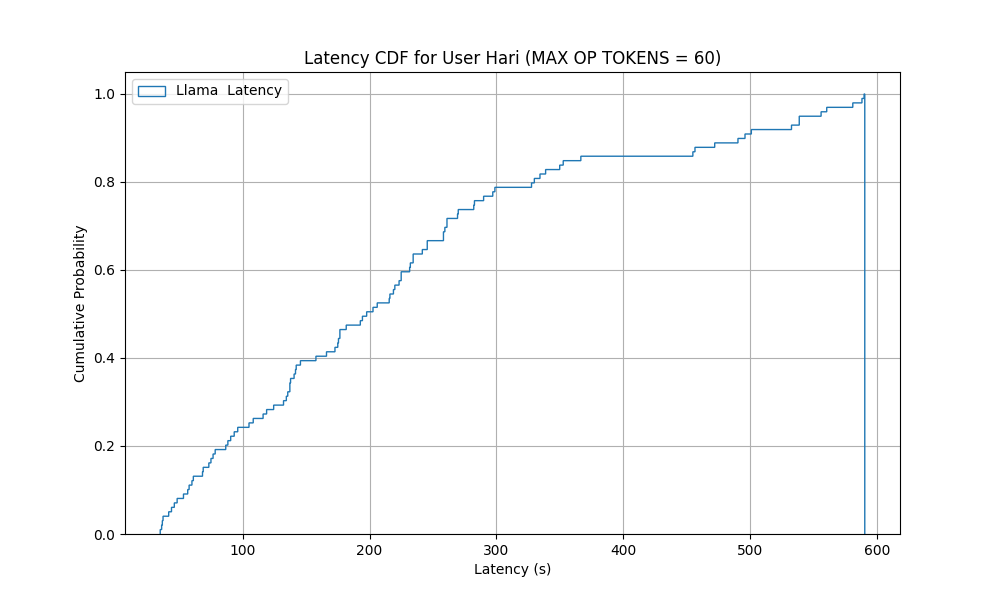 Latency CDF for User Hari (MAX OP TOKENS = 60)
Llama  Latency
1.0
0.8
0.6
0.4
0.2
0.0
Cumulative Probability
100 200 300 400 500 600
Latency (s)